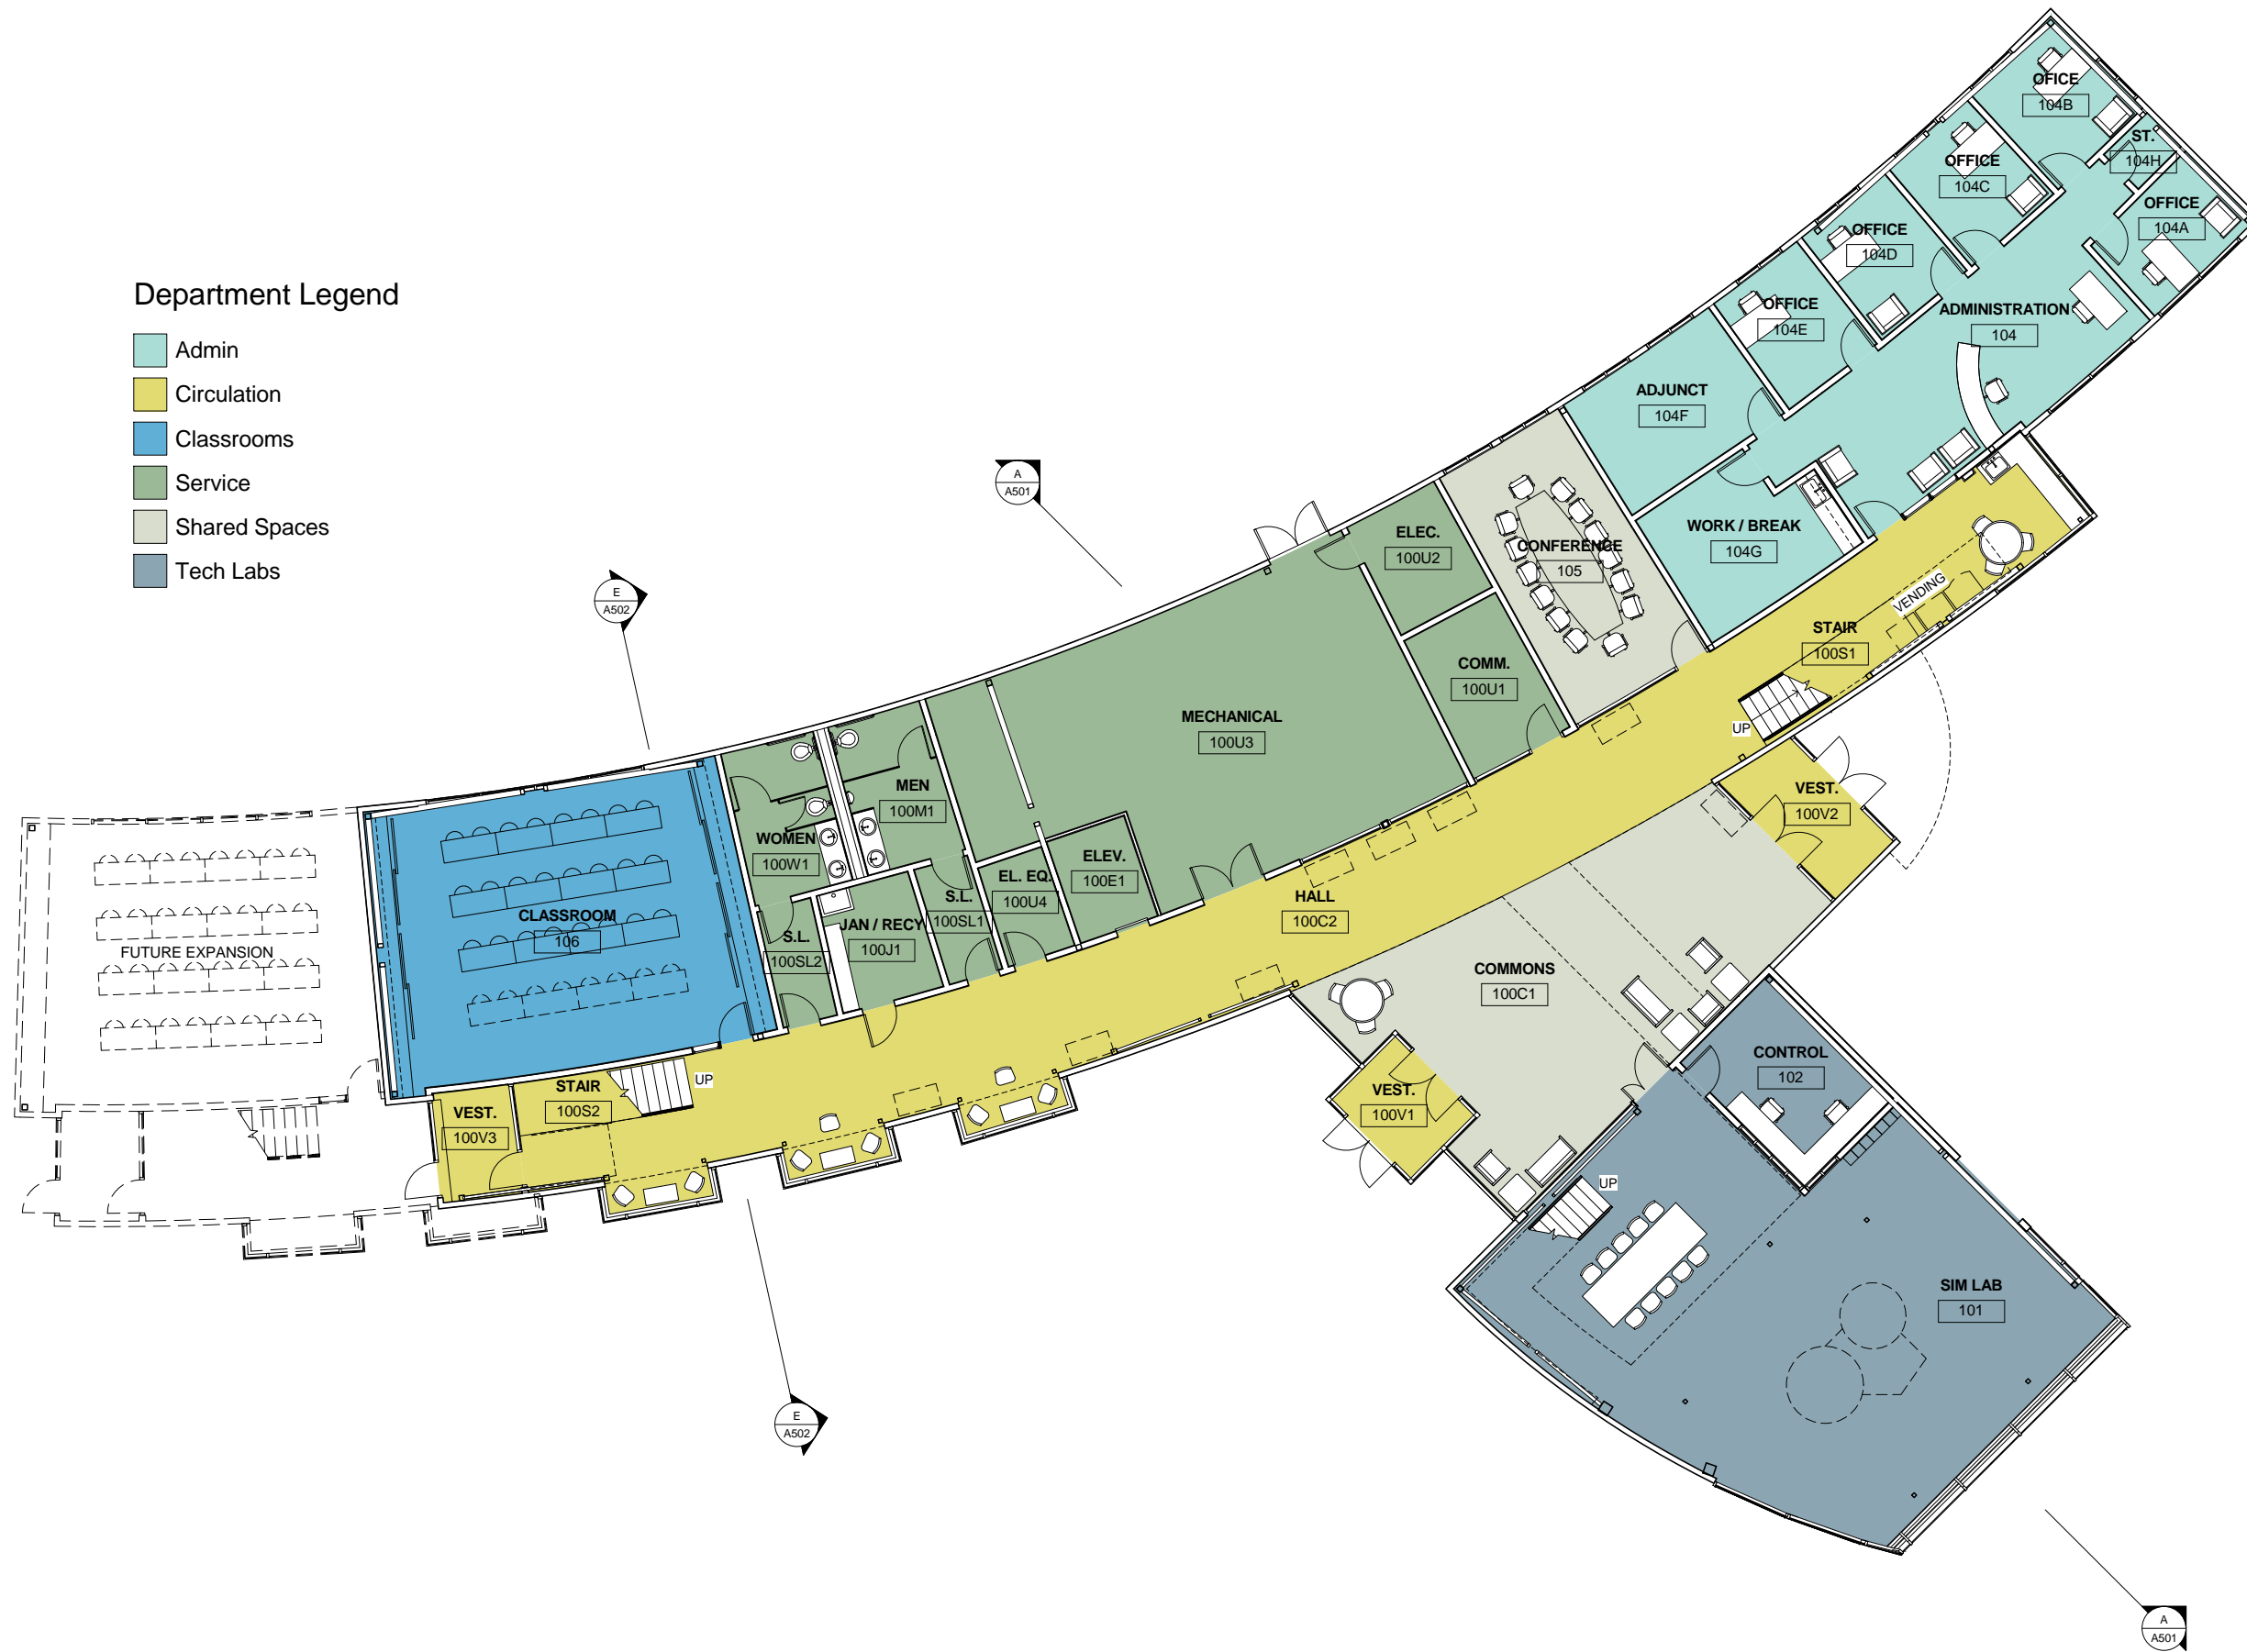 OFICE
104B
ST.
104H
OFFICE
104C
OFFICE
104A
OFFICE
104D
OFFICE
104E
ADMINISTRATION
104
Department Legend
Admin
Circulation
Classrooms
Service
Shared Spaces
Tech Labs
ADJUNCT
104F
WORK / BREAK
104G
A
A501
ELEC.
100U2
CONFERENCE
105
E
A502
VENDING
STAIR
100S1
UP
COMM.
100U1
MECHANICAL
100U3
MEN
100M1
WOMEN
100W1
VEST.
100V2
ELEV.
100E1
EL. EQ.
100U4
S.L.
100SL1
HALL
100C2
CLASSROOM
106
FUTURE EXPANSION
S.L.
100SL2
JAN / RECY
100J1
COMMONS
100C1
CONTROL
102
STAIR
100S2
UP
VEST.
100V3
VEST.
100V1
UP
SIM LAB
101
E
A502
A
A501